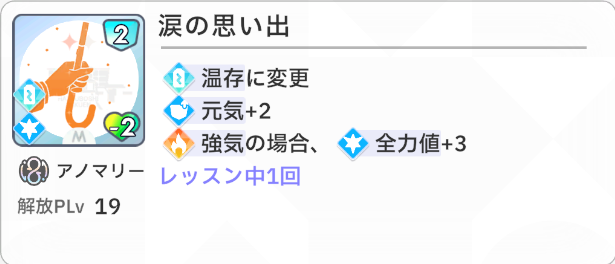 涙の思い出
2
温存に変更
元気+2
-2
強気の場合、全力値+3
M
アノマリー
レッスン中1回
解放PLv 19